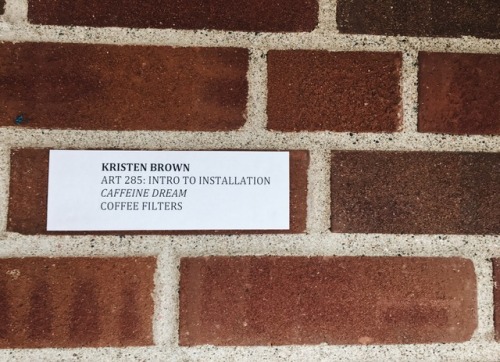 KRISTEN BROWN
ART 285: INTRO TO INSTALLATION
CAFFEINE DREAM
COFFEE FILTERS